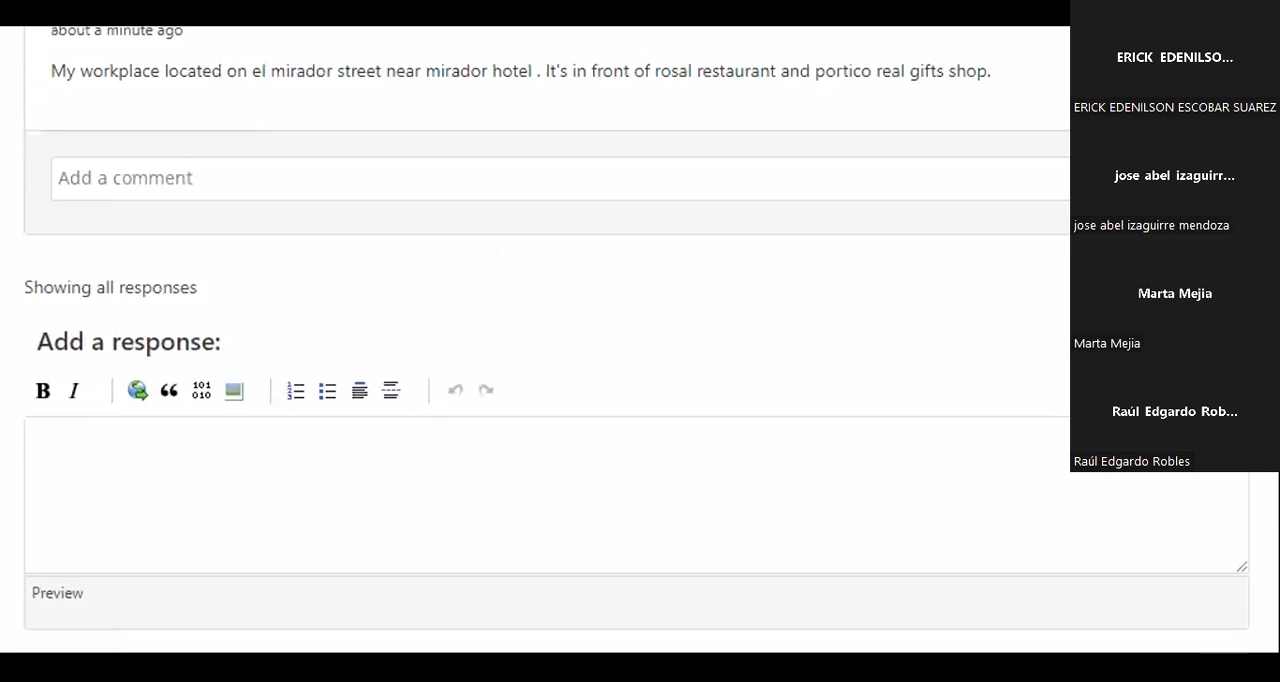 about a minute ago
My workplace located on el mirador street near mirador hotel . It's in front of rosal restaurant and portico real gifts shop.
Add a comment
Showing all responses
Add a response:
B I 101 010
Preview
ERICK EDENILSO...
ERICK EDENILSON ESCOBAR SUAREZ
jose abel izaguirr...
jose abel izaguirre mendoza
Marta Mejia
Marta Mejia
Raúl Edgardo Rob...
Raúl Edgardo Robles